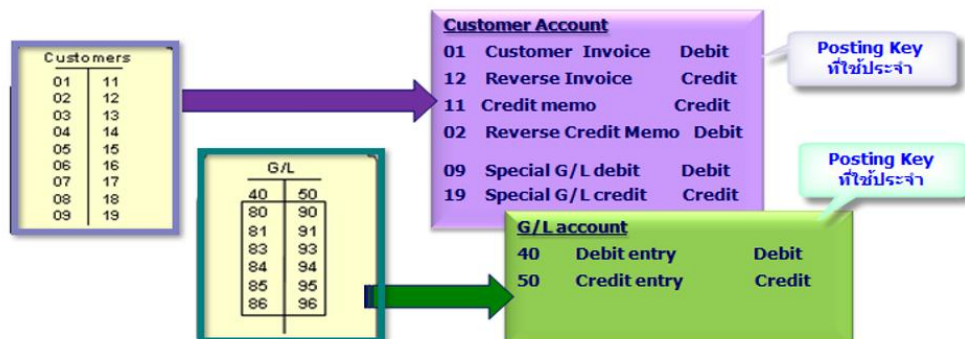 Customers
01 11
02 12
03 13
04 14
05 15
06 16
07 17
08 18
09 19
G/L
40 50
80 90
81 91
83 93
84 94
85 95
86 96
Customer Account
01 Customer Invoice Debit
12 Reverse Invoice Credit
11 Credit memo Credit
02 Reverse Credit Memo Debit
09 Special G/L debit Debit
19 Special G/L credit Credit
Posting Key
ที่ใช้ประจำ
G/L account
40 Debit entry Debit
50 Credit entry Credit
Posting Key
ที่ใช้ประจำ